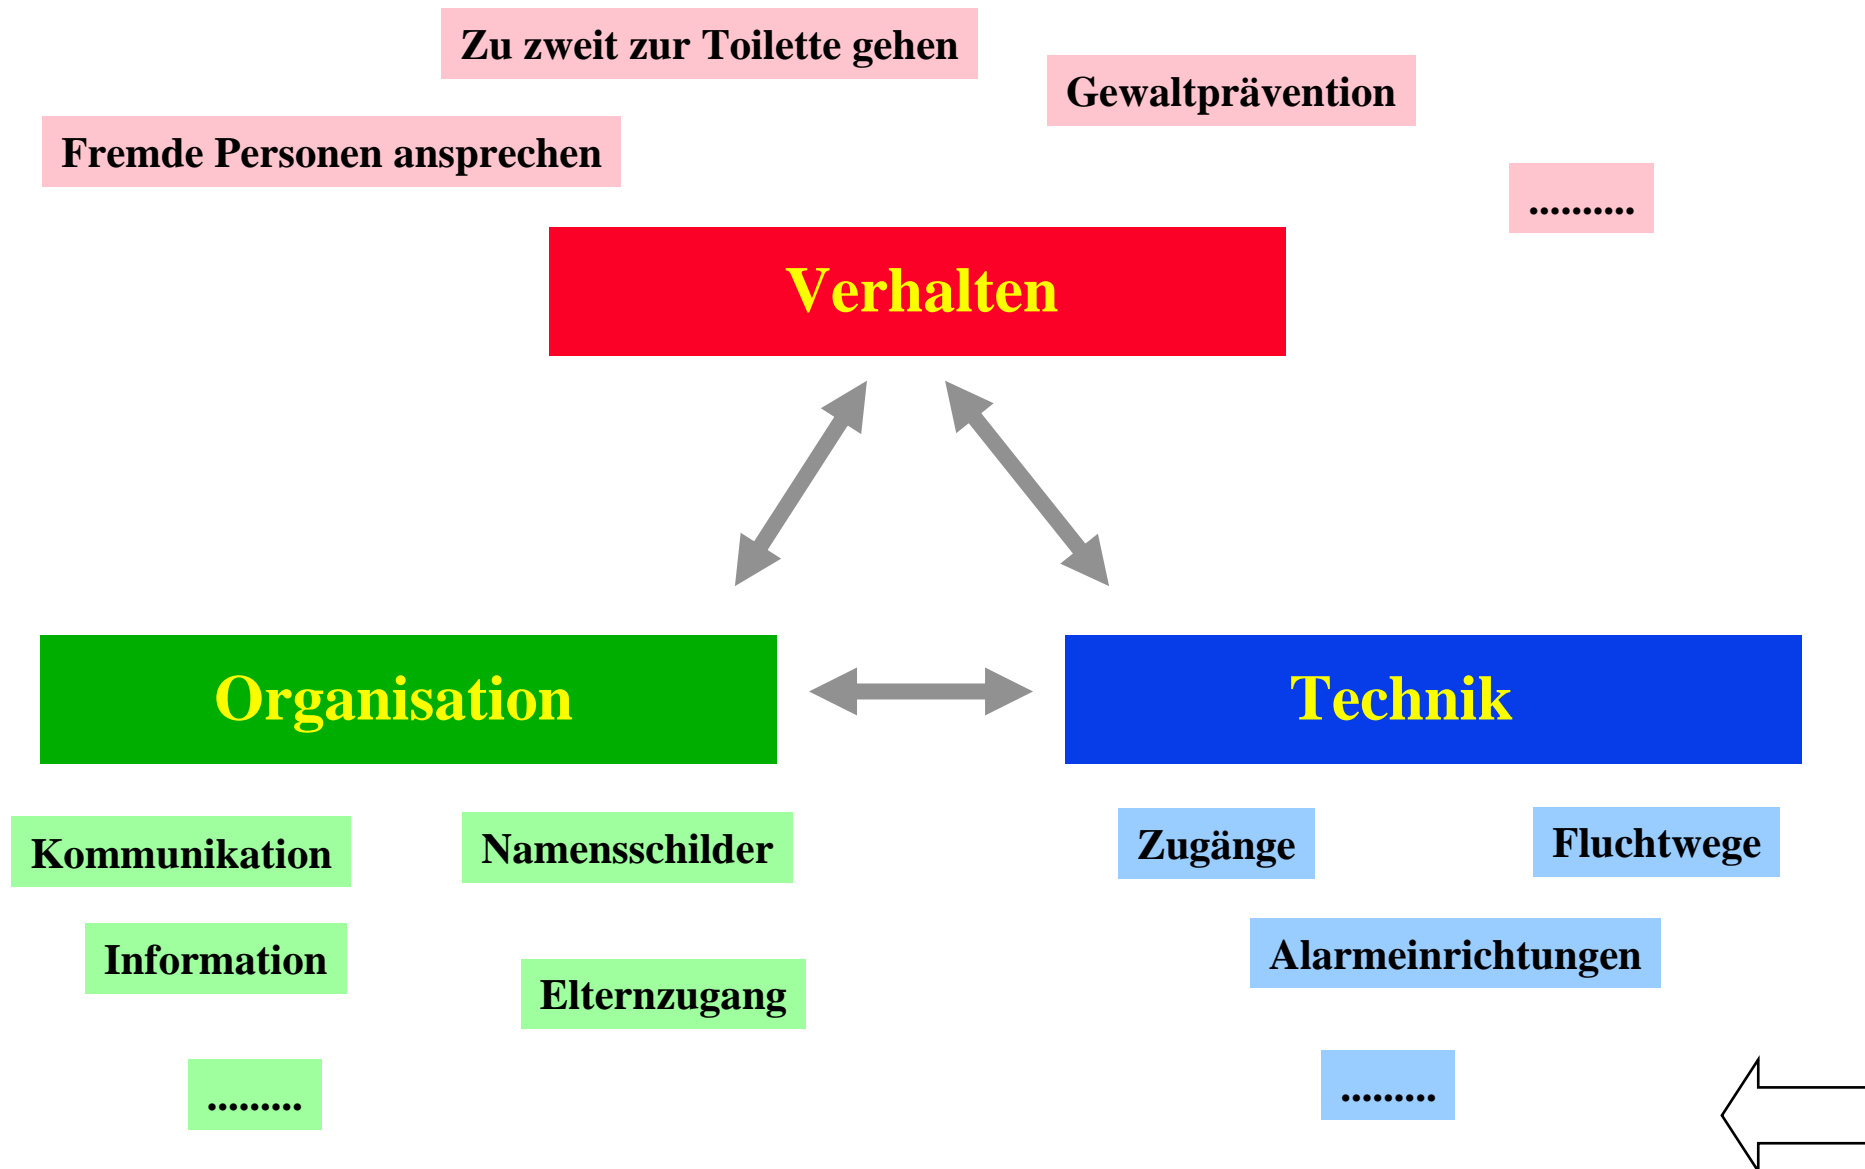 Zu zweit zur Toilette gehen
Gewaltprävention
Fremde Personen ansprechen
..........
Verhalten
Organisation
Technik
Kommunikation
Namensschilder
Zugänge
Fluchtwege
Information
Elternzugang
Alarmeinrichtungen
.........
.........